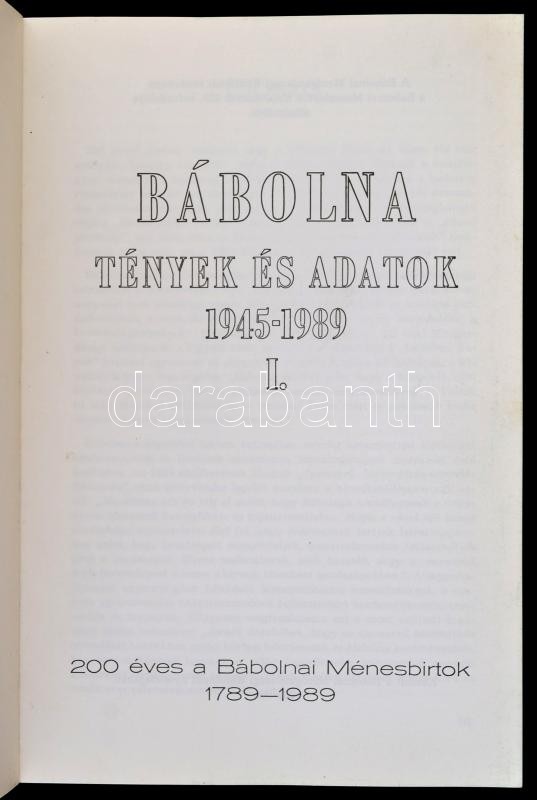 BÁBOLNA
TÉNYEK ÉS ADATOK
1945-1989
I.
darabanth
200 éves a Bábolnai Ménesbirtok
1789—1989